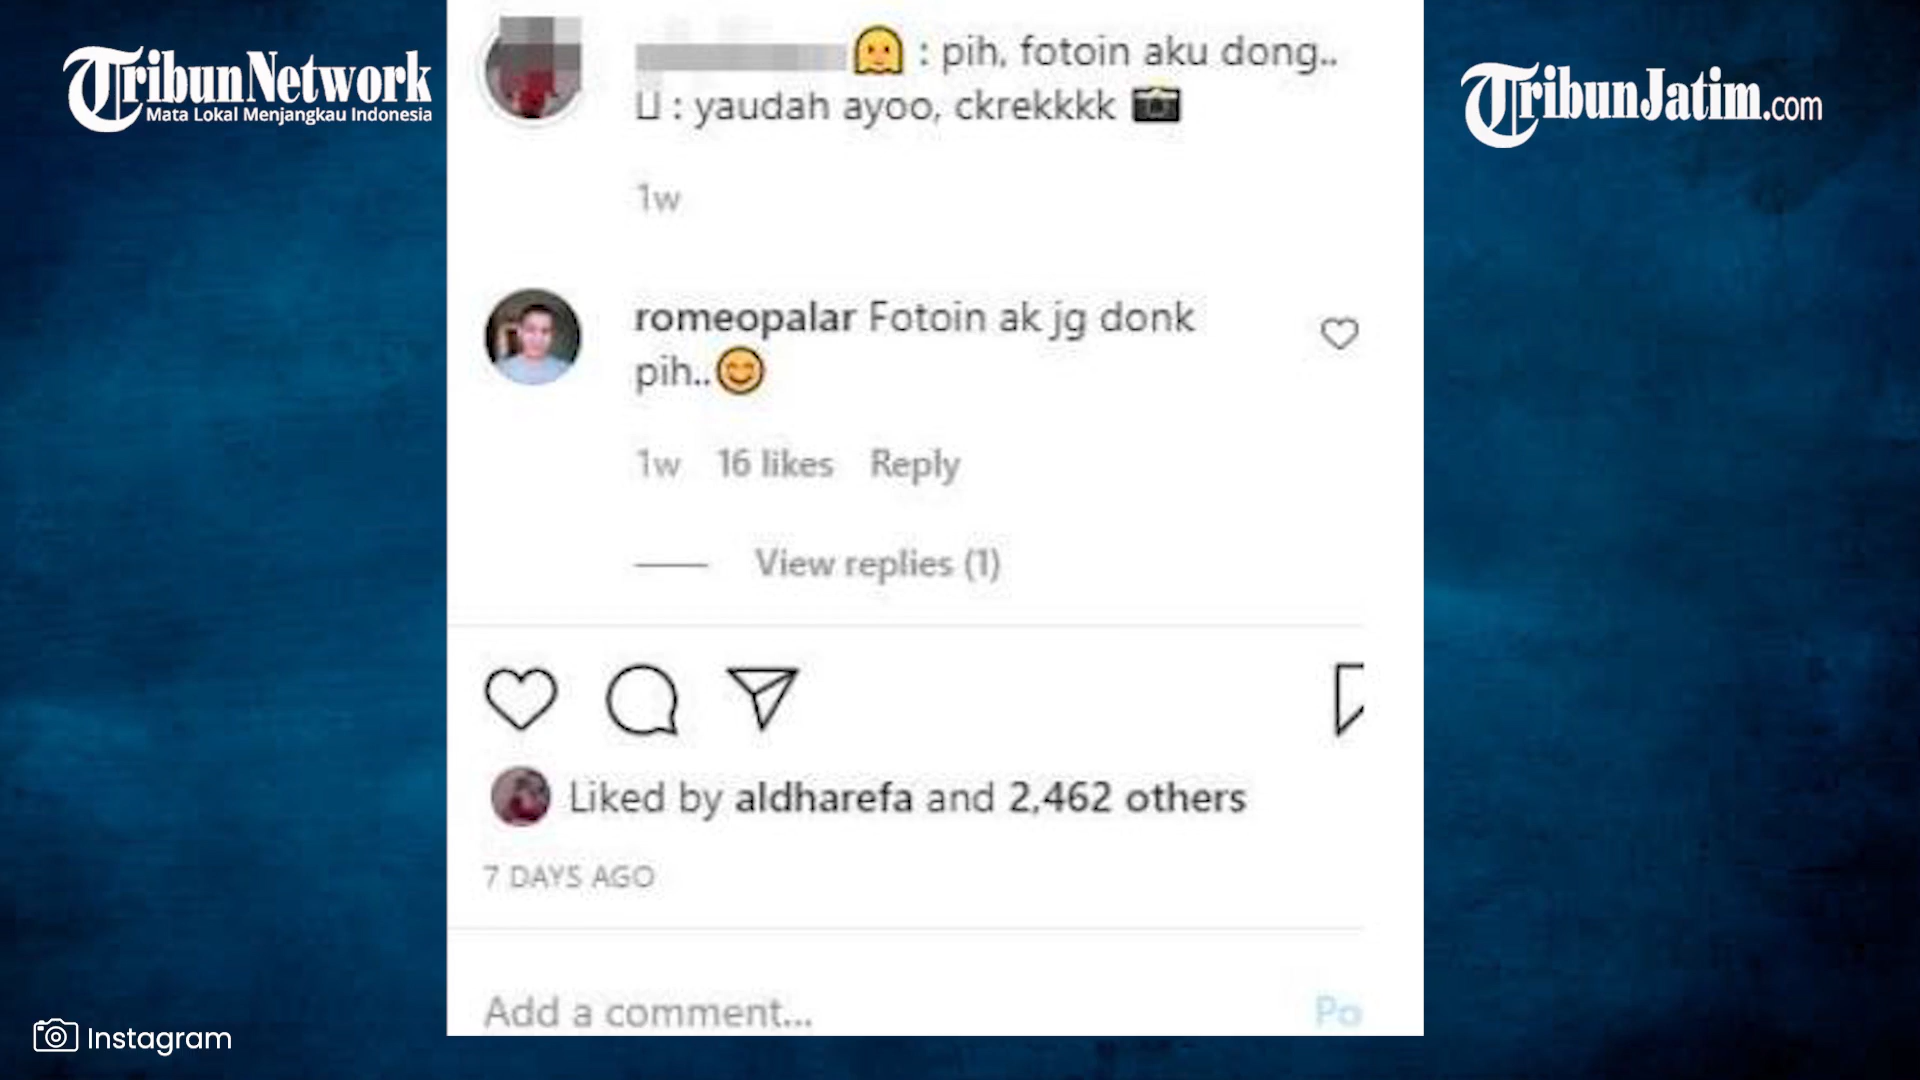 TribunNetwork
Mata Lokal Menjangkau Indonesia
TribunJatim.com
: pih, fotoin aku dong..
: yaudah ayoo, ckrekkkk
1w
romeopalar Fotoin ak jg donk
pih..😊
1w 16 likes Reply
View replies (1)
Liked by aldharefa and 2,462 others
7 DAYS AGO
Add a comment... Po
Instagram